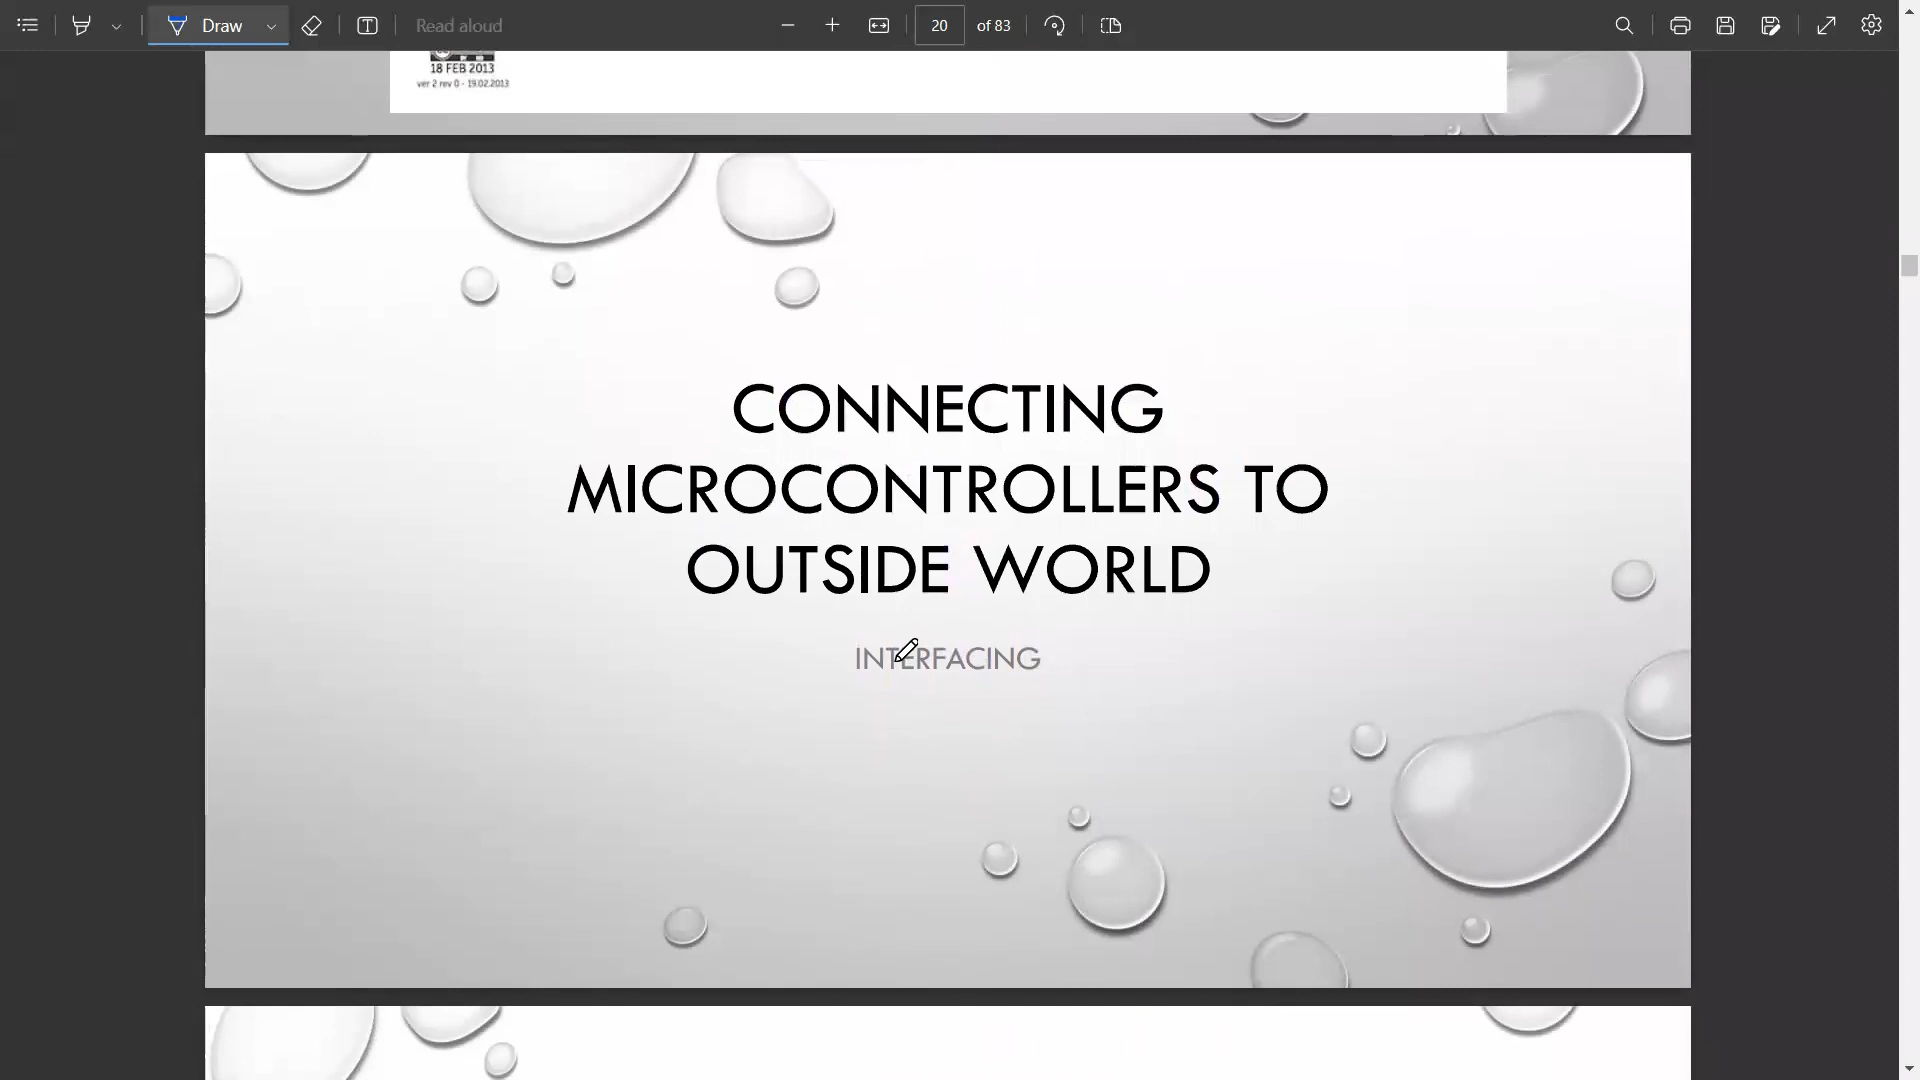 Draw
Read aloud
20 of 83
18 FEB 2013
ver 2 rev 0 - 19.02.2013
CONNECTING
MICROCONTROLLERS TO
OUTSIDE WORLD
INTERFACING